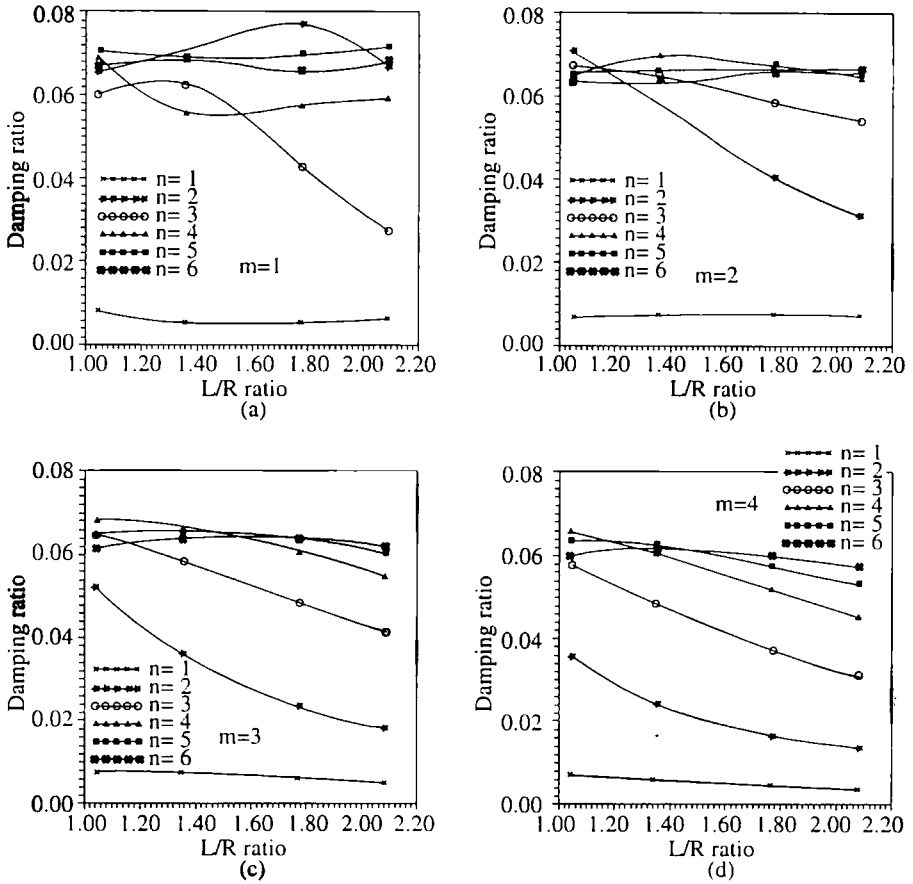 0.08
0.06
0.04
0.02
0.00
Damping ratio
n= 1
n= 2
n= 3
n= 4
n= 5
n= 6
m=1
1.00 1.20 1.40 1.60 1.80 2.00 2.20
L/R ratio
(a)
0.08
0.06
0.04
0.02
0.00
Damping ratio
n= 1
n= 2
n= 3
n= 4
n= 5
n= 6
m=2
1.00 1.20 1.40 1.60 1.80 2.00 2.20
L/R ratio
(b)
0.08
0.06
0.04
0.02
0.00
Damping ratio
n= 1
n= 2
n= 3
n= 4
n= 5
n= 6
m=3
1.00 1.20 1.40 1.60 1.80 2.00 2.20
L/R ratio
(c)
0.08
0.06
0.04
0.02
0.00
Damping ratio
n= 1
n= 2
n= 3
n= 4
n= 5
n= 6
m=4
1.00 1.20 1.40 1.60 1.80 2.00 2.20
L/R ratio
(d)